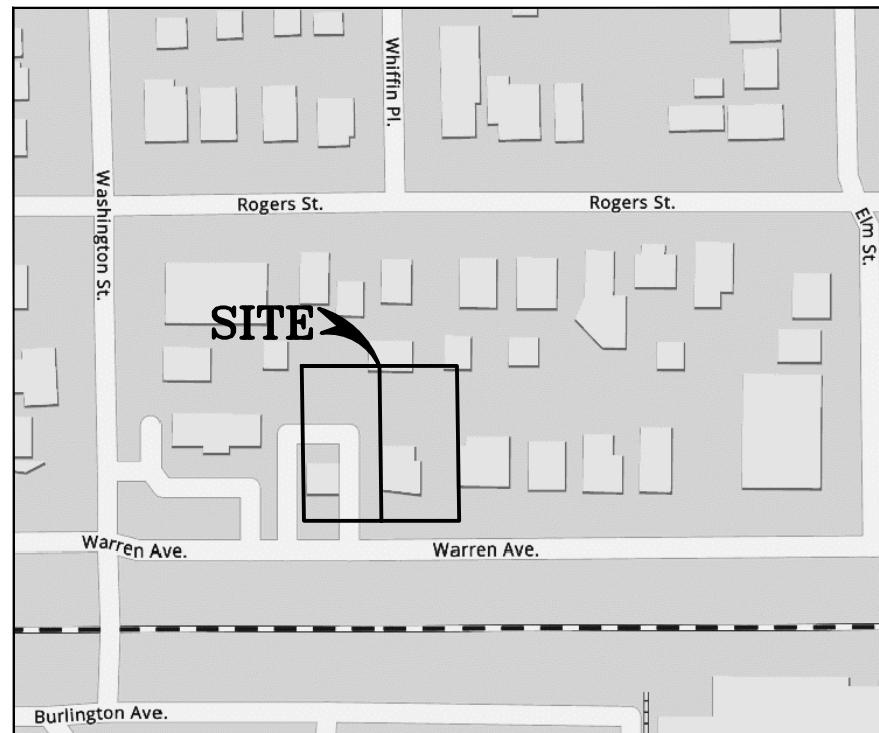 Whiffin Pl.
Washington St.
Rogers St.
Rogers St.
Elm St.
SITE
Warren Ave.
Warren Ave.
Burlington Ave.